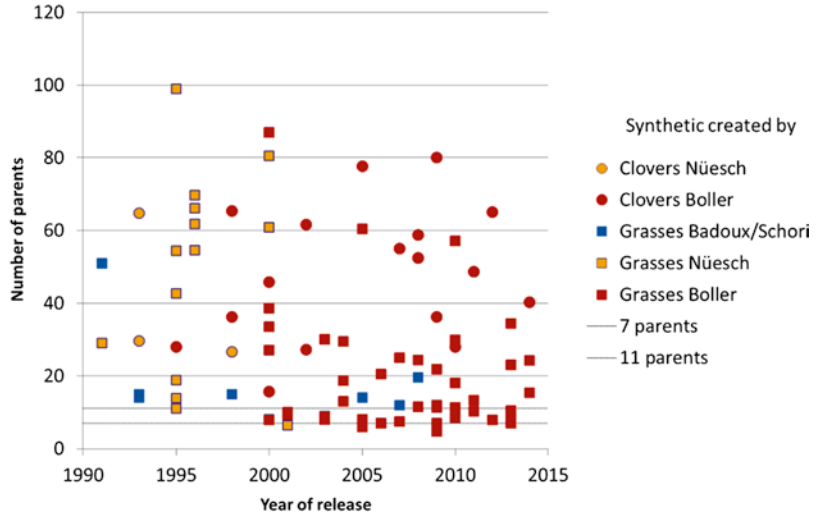 120
100
80
60
40
20
0
Number of parents
1990 1995 2000 2005 2010 2015
Year of release
Synthetic created by
Clovers Nüesch
Clovers Boller
Grasses Badoux/Schori
Grasses Nüesch
Grasses Boller
7 parents
11 parents